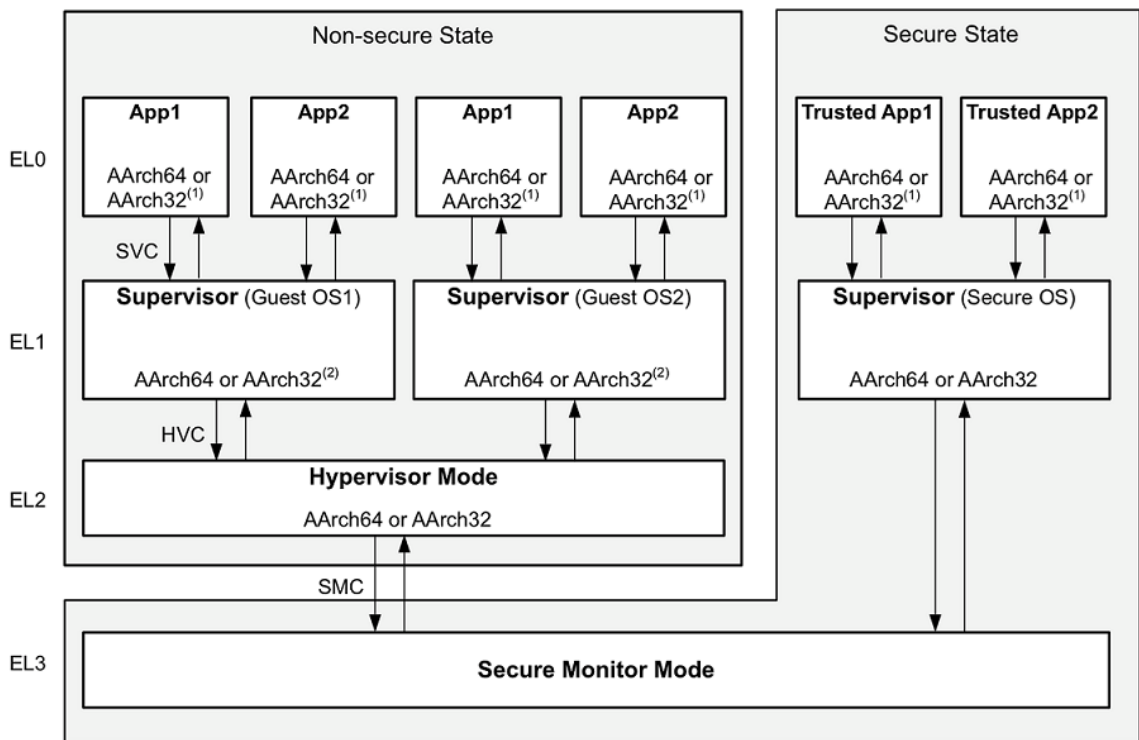 Non-secure State
Secure State
EL0
App1
AArch64 or
AArch32(1)
App2
AArch64 or
AArch32(1)
App1
AArch64 or
AArch32(1)
App2
AArch64 or
AArch32(1)
Trusted App1
AArch64 or
AArch32(1)
Trusted App2
AArch64 or
AArch32(1)
SVC
EL1
Supervisor (Guest OS1)
AArch64 or AArch32(2)
Supervisor (Guest OS2)
AArch64 or AArch32(2)
Supervisor (Secure OS)
AArch64 or AArch32
HVC
EL2
Hypervisor Mode
AArch64 or AArch32
SMC
EL3
Secure Monitor Mode